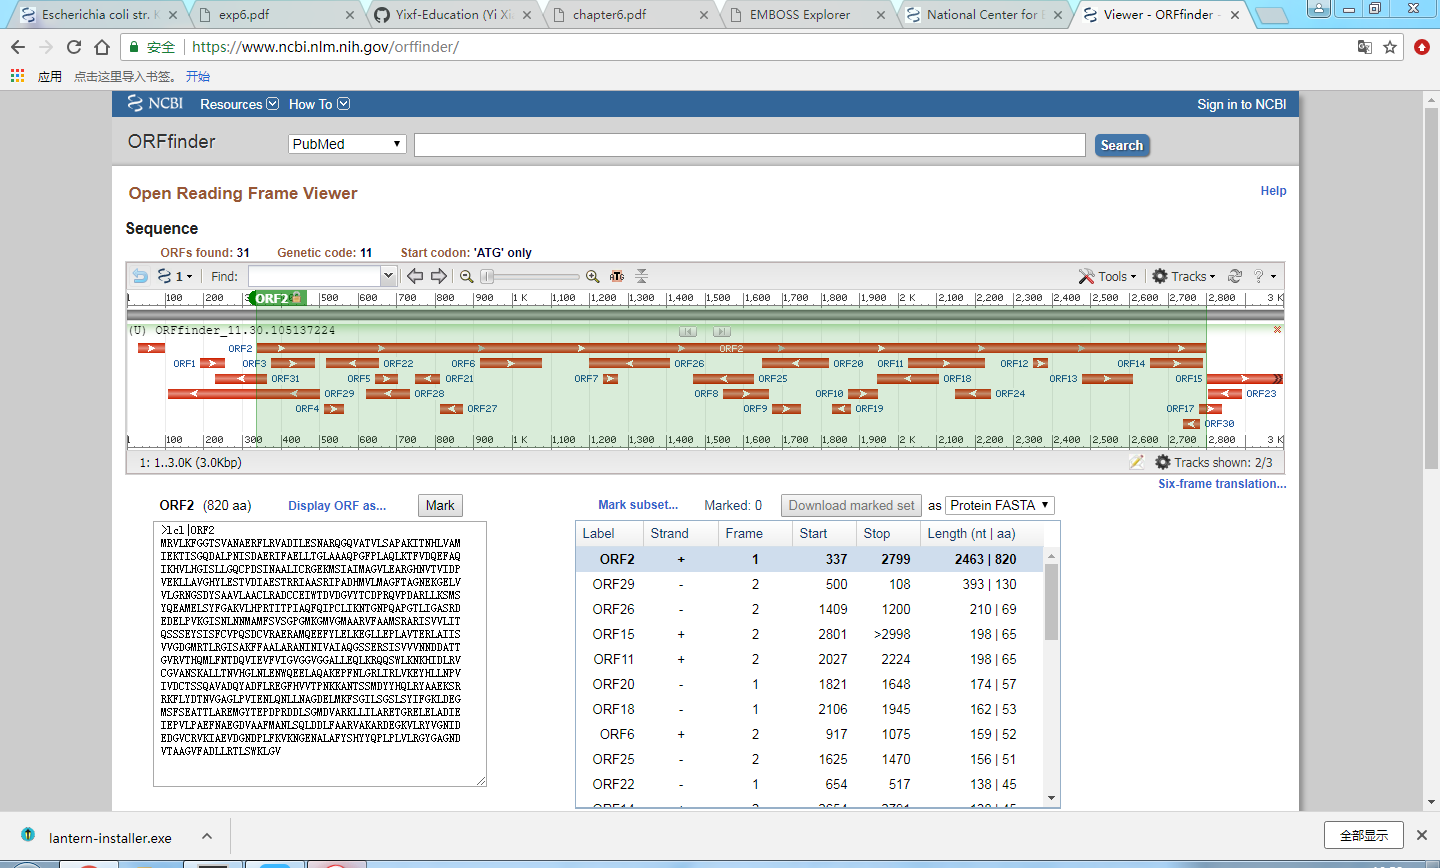 Escherichia coli str. K
exp6.pdf
Yixf-Education (Yi Xi
chapter6.pdf
EMBOSS Explorer
National Center for B
Viewer - ORFfinder -
安全 https://www.ncbi.nlm.nih.gov/orffinder/
应用 点击这里导入书签。 开始
NCBI Resources How To Sign in to NCBI
ORFfinder PubMed Search
Open Reading Frame Viewer Help
Sequence
ORFs found: 31 Genetic code: 11 Start codon: 'ATG' only
1 Find: Tools Tracks ?
ORF2
100 200 500 600 700 800 900 1 K 1,100 1,200 1,300 1,400 1,500 1,600 1,700 1,800 1,900 2 K 2,100 2,200 2,300 2,400 2,500 2,600 2,700 2,800 3 K
(U) ORFfinder_11.30.105137224
ORF2 ORF2
ORF1 ORF3 ORF22 ORF6 ORF26 ORF20 ORF11 ORF12 ORF14
ORF31 ORF5 ORF21 ORF7 ORF25 ORF18 ORF13 ORF15
ORF29 ORF28 ORF8 ORF10 ORF24 ORF23
ORF4 ORF27 ORF9 ORF19 ORF17
ORF30
100 200 300 400 500 600 700 800 900 1 K 1,100 1,200 1,300 1,400 1,500 1,600 1,700 1,800 1,900 2 K 2,100 2,200 2,300 2,400 2,500 2,600 2,700 2,800 3 K
1: 1..3.0K (3.0Kbp) Tracks shown: 2/3
Six-frame translation...
ORF2 (820 aa) Display ORF as... Mark
Mark subset... Marked: 0 Download marked set as Protein FASTA
>lcl|ORF2
MRVLKFGGTSVANAERFLRVADILESNARQGQVATVLSAPAKITNHLVAM
IEKTISGQDALPNISDAERIFAELLTGLAAAQPGFPLAQLKTFVDQEFAQ
IKHVLHGISLLGQCPDSINAALICRGEKMSIAIMAGVLEARGHNVTVIDP
VEKLLAVGHYLESTVDIAESTRRIAASRIPADHMVLMAGFTAGNEKGELV
VLGRNGSDYSAAVLAACLRADCCEIWTDVDGVYTCDPRQVPDARLLKSMS
YQEAMELSYFGAKVLHPRTITPIAQFQIPCLIKNTGNPQAPGTLIGASRD
EDELPVKGISNLNNMAMFSVSGPGMKGMVGMAARVFAAMSRARISVVLIT
QSSSEYSISFCVPQSDCVRAERAMQEEFYLELKEGLLEPLAVTERLAIIS
VVGDGMRTLRGISAKFFAALARANINIVAIAQGSSERSISVVVNNDDATT
GVRVTHQMLFNTDQVIEVFVIGVGGVGGALLEQLKRQQSWLKNKHIDLRV
CGVANSKALLTNVHGLNLENWQEELAQAKEPFNLGRLIRLVKEYHLLNPV
IVDCTSSQAVADQYADFLREGFHVVTPNKKANTSSMDYYHQLRYAAEKSR
RKFLYDTNVGAGLPVIENLQNLLNAGDELMKFSGILSGSLSYIFGKLDEG
MSFSEATTLAREMGYTEPDPRDDLSGMDVARKLLILARETGRELELADIE
IEPVLPAEFNAEGDVAAFMANLSQLDDLFAARVAKARDEGKVLRYVGNID
EDGVCRVKIAEVDGNDPLFKVKNGENALAFYSHYYQPLPLVLRGYGAGND
VTAAGVFADLLRTLSWKLGV
Label Strand Frame Start Stop Length (nt | aa)
ORF2 + 1 337 2799 2463 | 820
ORF29 - 2 500 108 393 | 130
ORF26 - 2 1409 1200 210 | 69
ORF15 + 2 2801 >2998 198 | 65
ORF11 + 2 2027 2224 198 | 65
ORF20 - 1 1821 1648 174 | 57
ORF18 - 1 2106 1945 162 | 53
ORF6 + 2 917 1075 159 | 52
ORF25 - 2 1625 1470 156 | 51
ORF22 - 1 654 517 138 | 45
lantern-installer.exe 全部显示